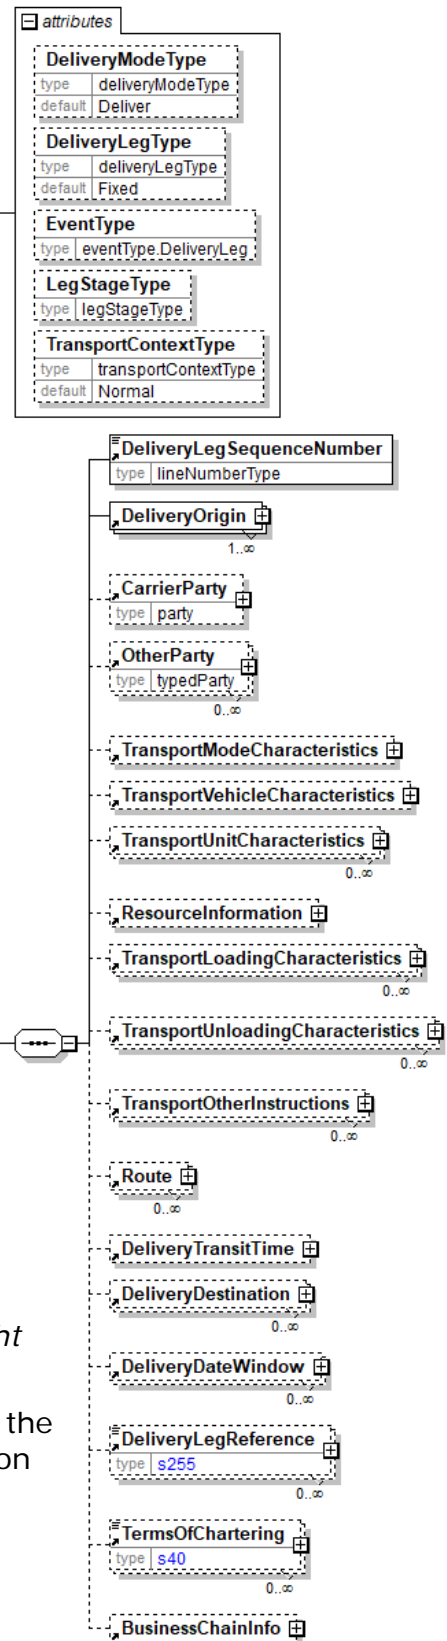 attributes
DeliveryModeType
type deliveryModeType
default Deliver
DeliveryLegType
type deliveryLegType
default Fixed
EventType
type eventType.DeliveryLeg
LegStageType
type legStageType
TransportContextType
type transportContextType
default Normal
DeliveryLegSequenceNumber
type lineNumberType
DeliveryOrigin
1..∞
CarrierParty
type party
OtherParty
type typedParty
0..∞
TransportModeCharacteristics
TransportVehicleCharacteristics
TransportUnitCharacteristics
0..∞
ResourceInformation
TransportLoadingCharacteristics
0..∞
TransportUnloadingCharacteristics
0..∞
TransportOtherInstructions
0..∞
Route
0..∞
DeliveryTransitTime
DeliveryDestination
0..∞
ht
DeliveryDateWindow
0..∞
the
on
DeliveryLegReference
type s255
0..∞
TermsOfChartering
type s40
0..∞
BusinessChainInfo